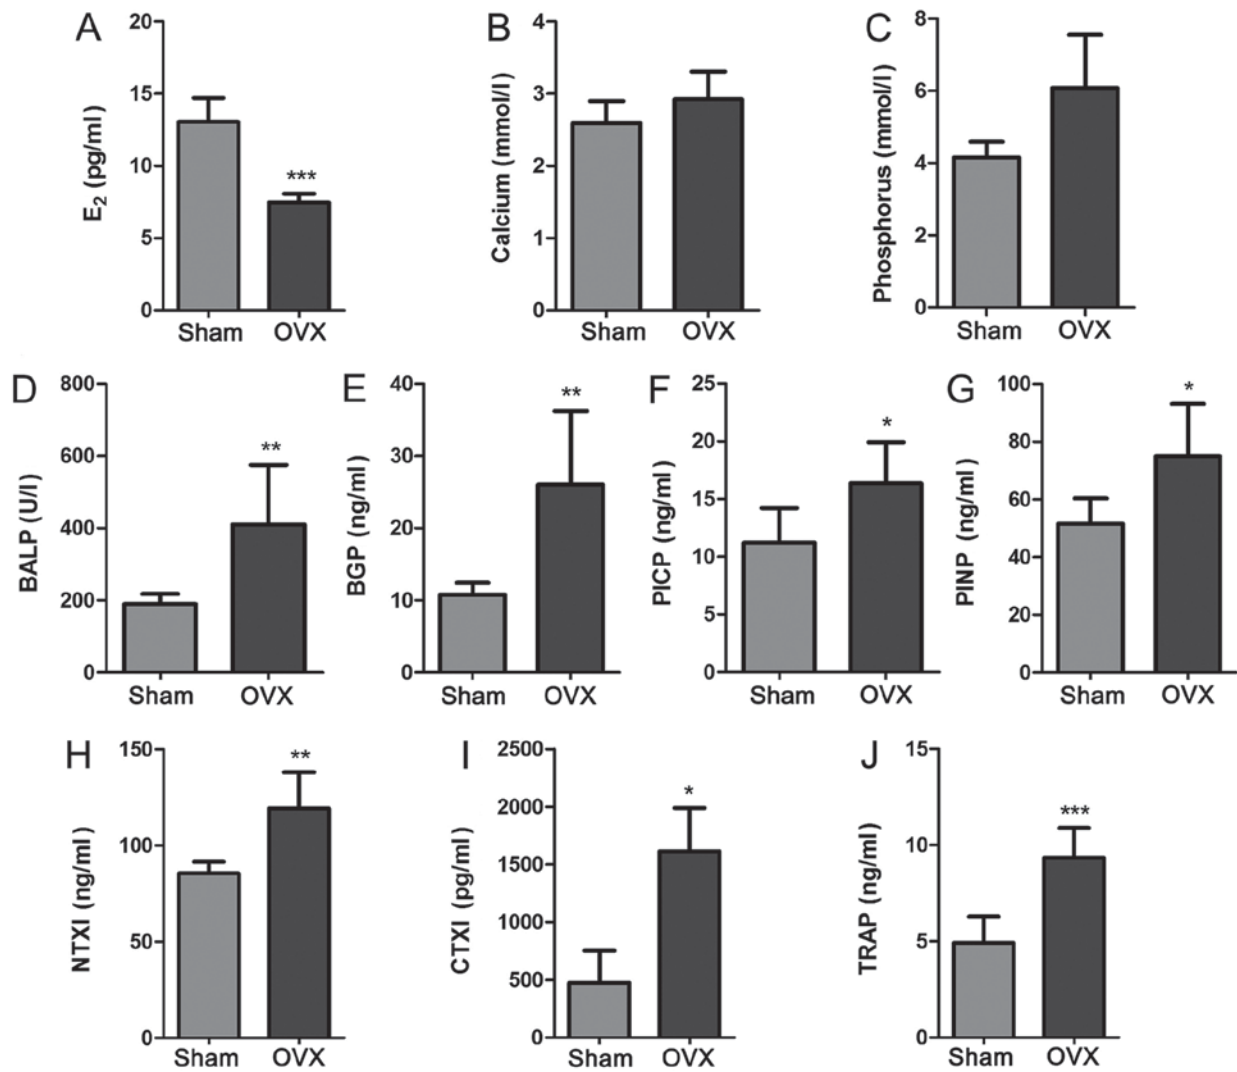 A
E2 (pg/ml)
20
15
10
5
0
***
Sham
OVX
B
Calcium (mmol/l)
4
3
2
1
0
Sham
OVX
C
Phosphorus (mmol/l)
8
6
4
2
0
Sham
OVX
D
BALP (U/l)
800
600
400
200
0
**
Sham
OVX
E
BGP (ng/ml)
40
30
20
10
0
**
Sham
OVX
F
PICP (ng/ml)
25
20
15
10
5
0
*
Sham
OVX
G
PINP (ng/ml)
100
80
60
40
20
0
*
Sham
OVX
H
NTXI (ng/ml)
150
100
50
0
**
Sham
OVX
I
CTXI (pg/ml)
2500
2000
1500
1000
500
0
*
Sham
OVX
J
TRAP (ng/ml)
15
10
5
0
***
Sham
OVX